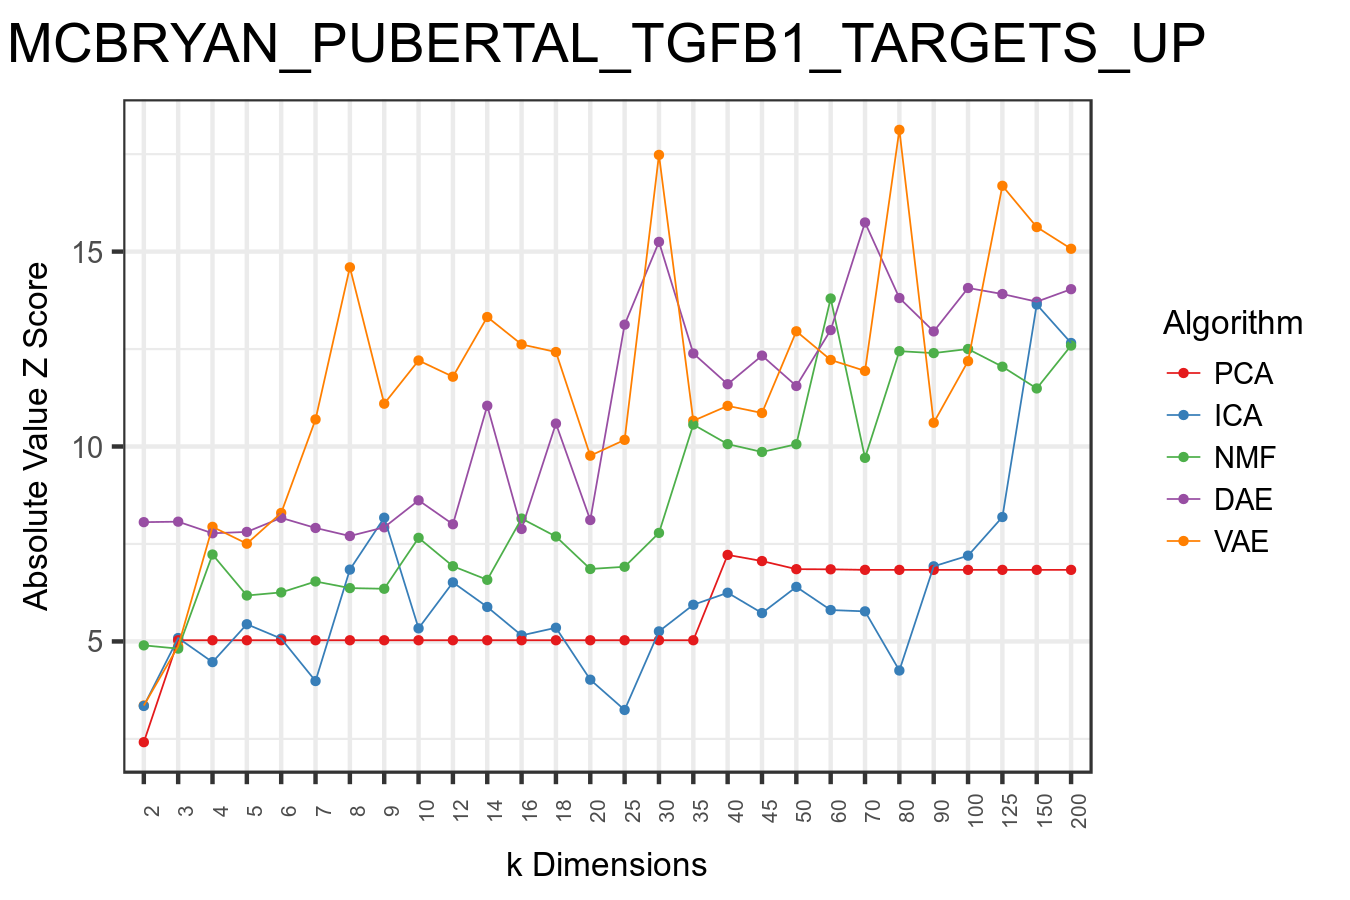 MCBRYAN_PUBERTAL_TGFB1_TARGETS_UP
Absolute Value Z Score
15
10
5
2 3 4 5 6 7 8 9 10 12 14 16 18 20 25 30 35 40 45 50 60 70 80 90 100 125 150 200
k Dimensions
Algorithm
PCA
ICA
NMF
DAE
VAE